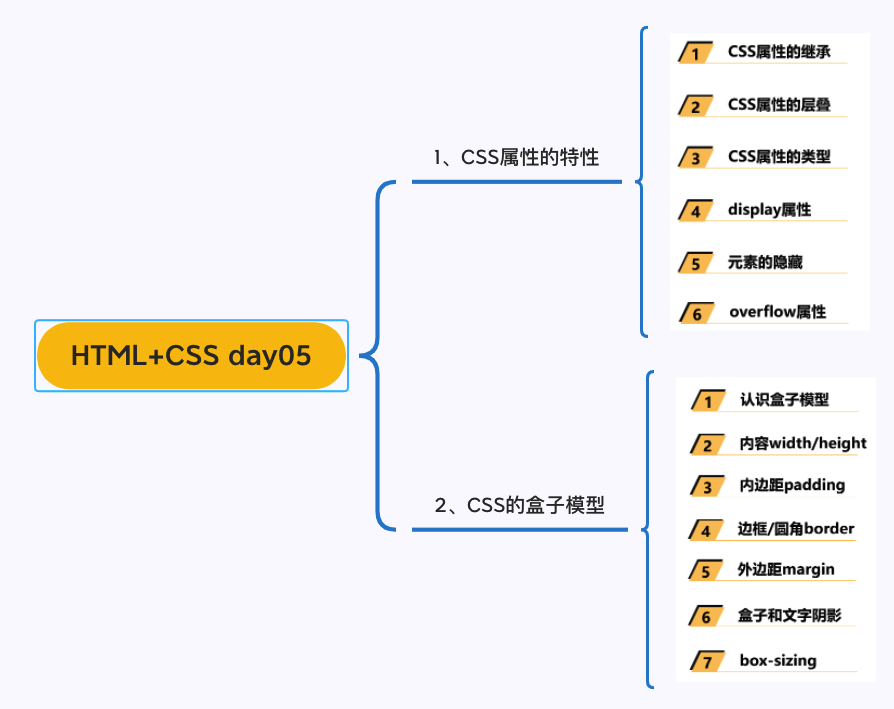 HTML+CSS day05
1、CSS属性的特性
1 CSS属性的继承
2 CSS属性的层叠
3 CSS属性的类型
4 display属性
5 元素的隐藏
6 overflow属性
2、CSS的盒子模型
1 认识盒子模型
2 内容width/height
3 内边距padding
4 边框/圆角border
5 外边距margin
6 盒子和文字阴影
7 box-sizing